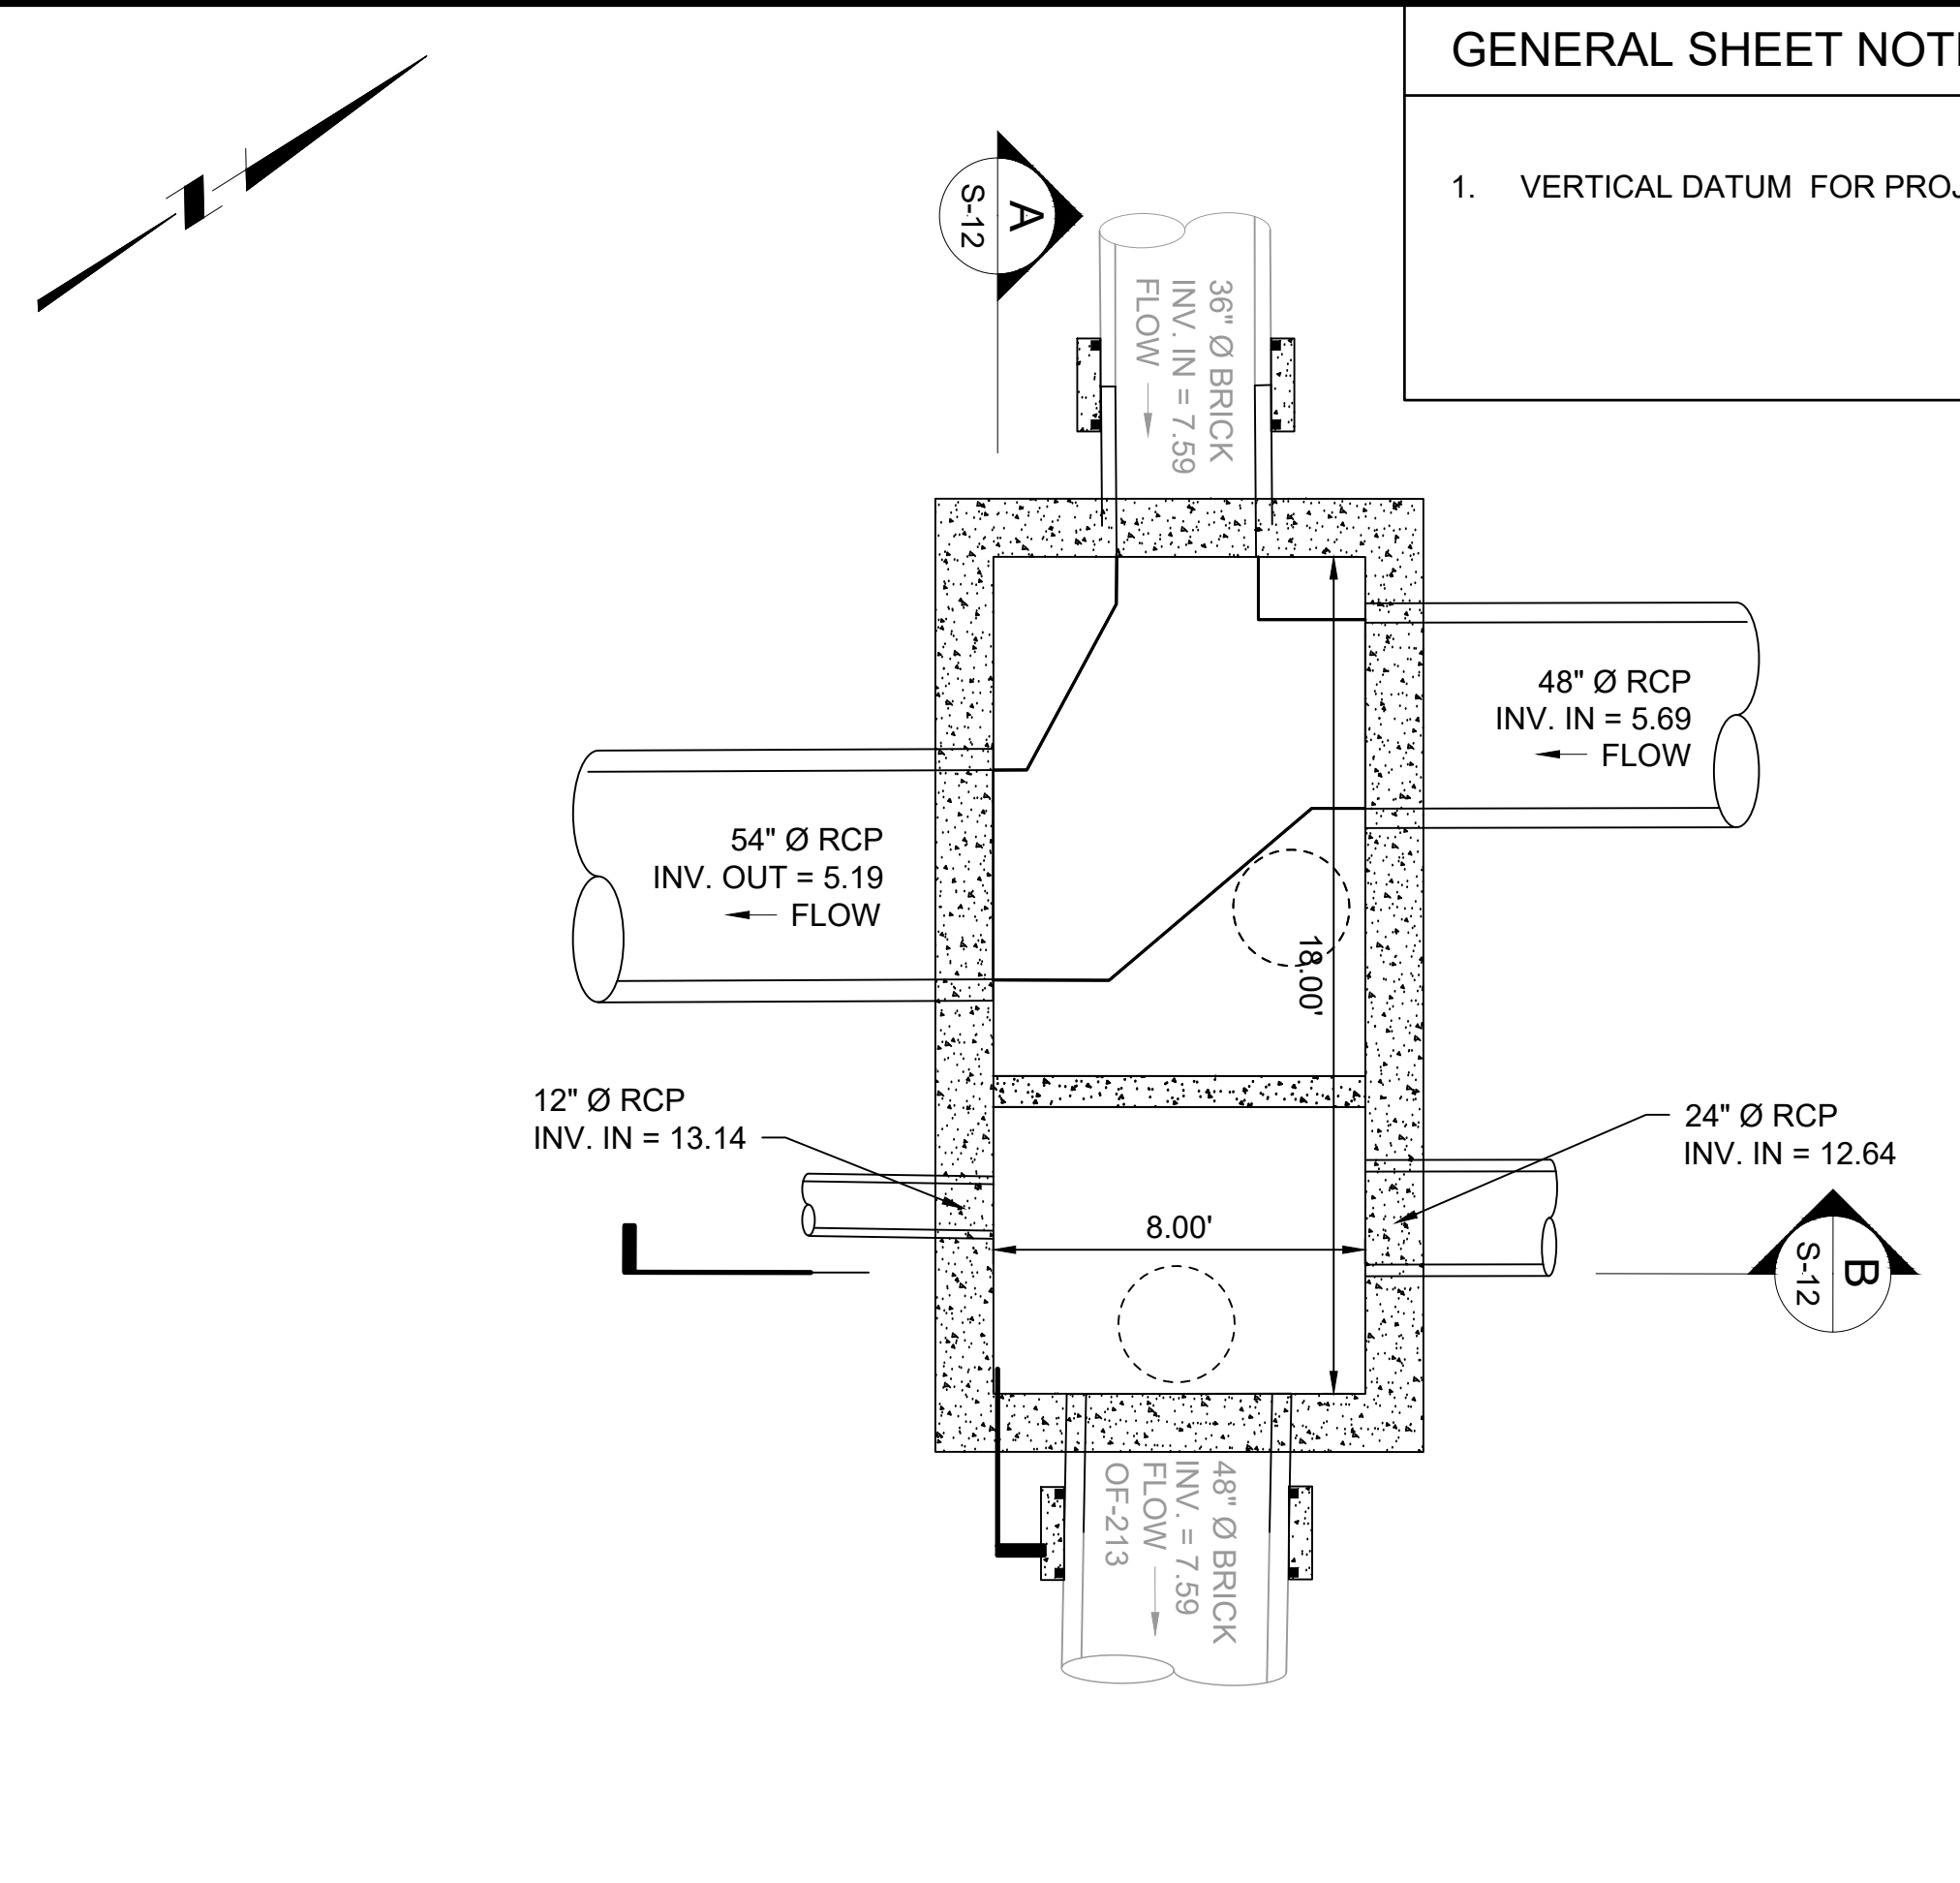 GENERAL SHEET
1. VERTICAL DATUM FOR
A
S-12
36" Ø BRICK
INV. IN = 7.59
FLOW
48" Ø RCP
INV. IN = 5.69
FLOW
54" Ø RCP
INV. OUT = 5.19
FLOW
18.00'
12" Ø RCP
INV. IN = 13.14
24" Ø RCP
INV. IN = 12.64
8.00'
B
S-12
48" Ø BRICK
INV. = 7.59
FLOW
OF-213